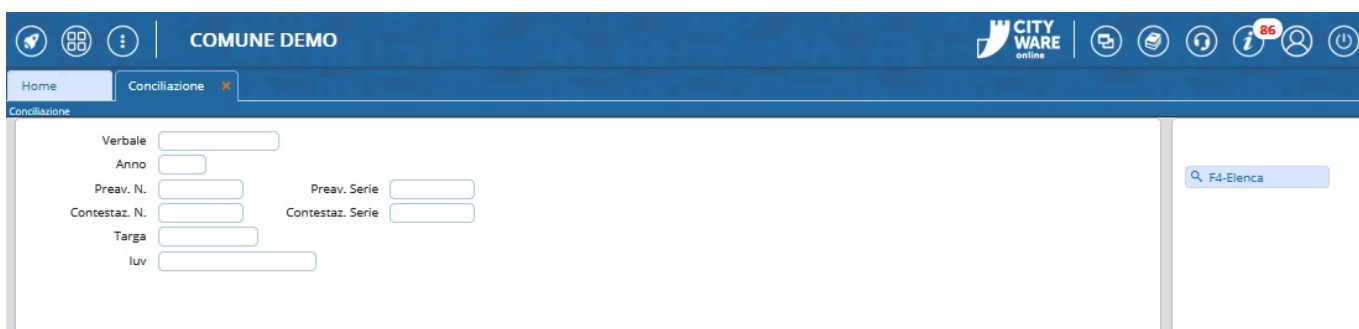 COMUNE DEMO
CITY
WARE
online
86
Home
Conciliazione
Conciliazione
Verbale
Anno
Preav. N. Preav. Serie
Contestaz. N. Contestaz. Serie
Targa
Iuv
F4-Elenca